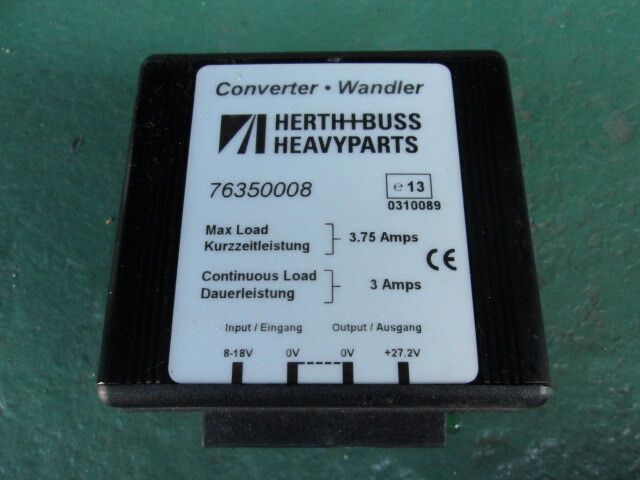 Converter • Wandler
HERTH+BUSS
HEAVYPARTS
76350008
e 13
0310089
Max Load
Kurzzeitleistung
3.75 Amps
CE
Continuous Load
Dauerleistung
3 Amps
Input / Eingang Output / Ausgang
8-18V 0V 0V +27.2V